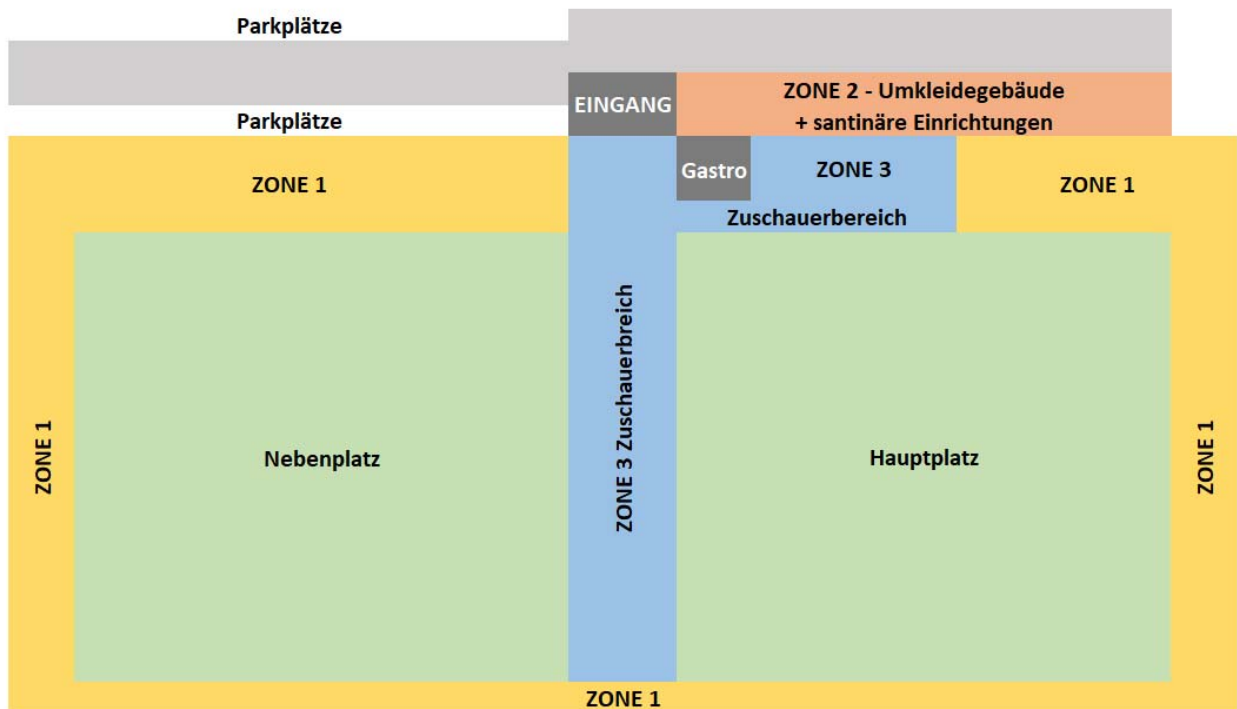 Parkplätze
EINGANG
ZONE 2 - Umkleidegebäude
+ santinäre Einrichtungen
Parkplätze
ZONE 1
Gastro
ZONE 3
ZONE 1
Zuschauerbereich
ZONE 1
Nebenplatz
ZONE 3 Zuschauerbreich
Hauptplatz
ZONE 1
ZONE 1